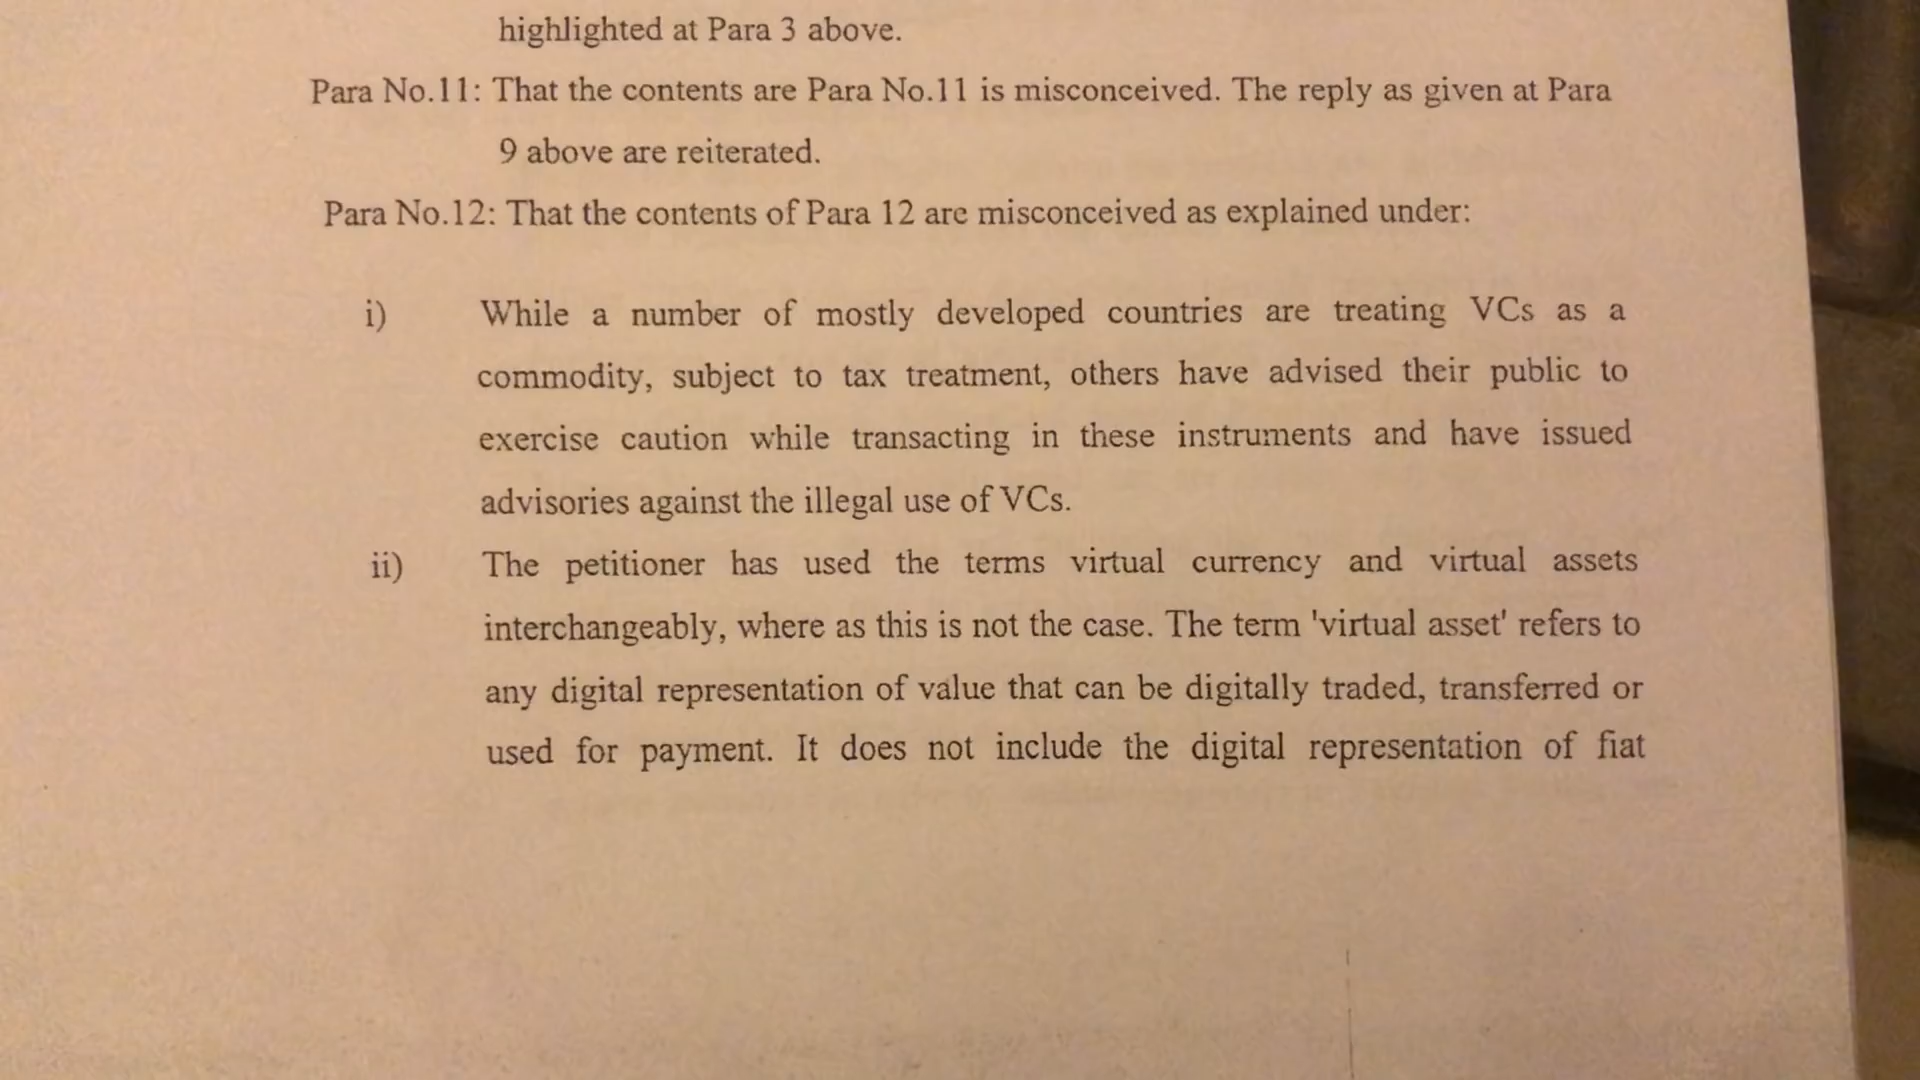 highlighted at Para 3 above.
Para No.11: That the contents are Para No.11 is misconceived. The reply as given at Para
9 above are reiterated.
Para No.12: That the contents of Para 12 are misconceived as explained under:
i) While a number of mostly developed countries are treating VCs as a
commodity, subject to tax treatment, others have advised their public to
exercise caution while transacting in these instruments and have issued
advisories against the illegal use of VCs.
ii) The petitioner has used the terms virtual currency and virtual assets
interchangeably, where as this is not the case. The term 'virtual asset' refers to
any digital representation of value that can be digitally traded, transferred or
used for payment. It does not include the digital representation of fiat